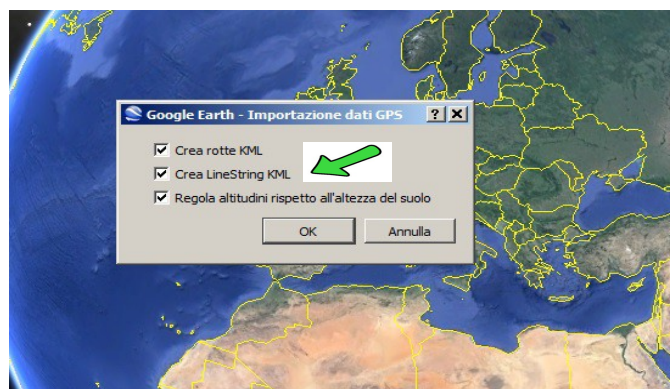 Google Earth - Importazione dati GPS
Crea rotte KML
Crea LineString KML
Regola altitudini rispetto all'altezza del suolo
OK
Annulla